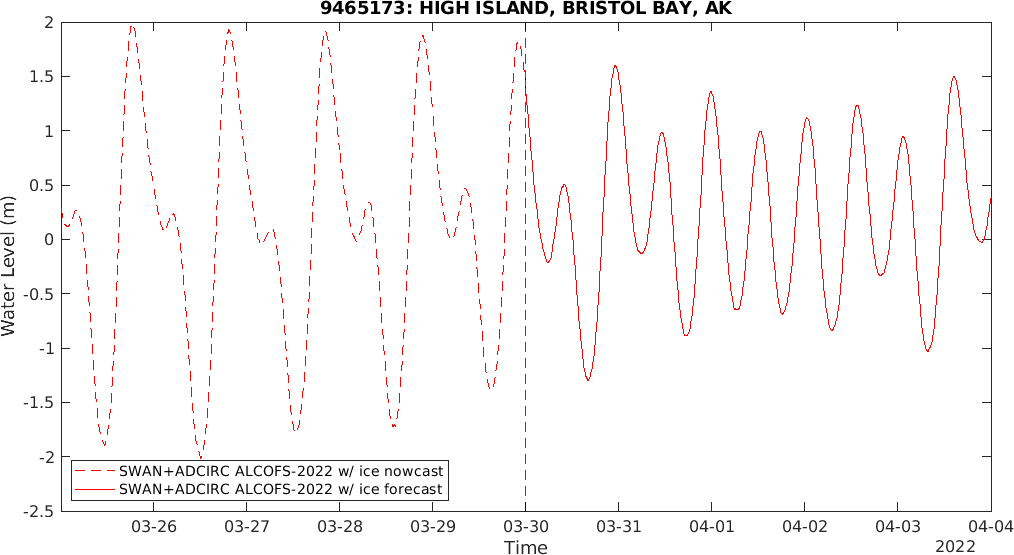 9465173: HIGH ISLAND, BRISTOL BAY, AK
2
1.5
1
0.5
0
-0.5
-1
-1.5
-2
-2.5
Water Level (m)
SWAN+ADCIRC ALCOFS-2022 w/ ice nowcast
SWAN+ADCIRC ALCOFS-2022 w/ ice forecast
03-26 03-27 03-28 03-29 03-30 03-31 04-01 04-02 04-03 04-04
Time
2022